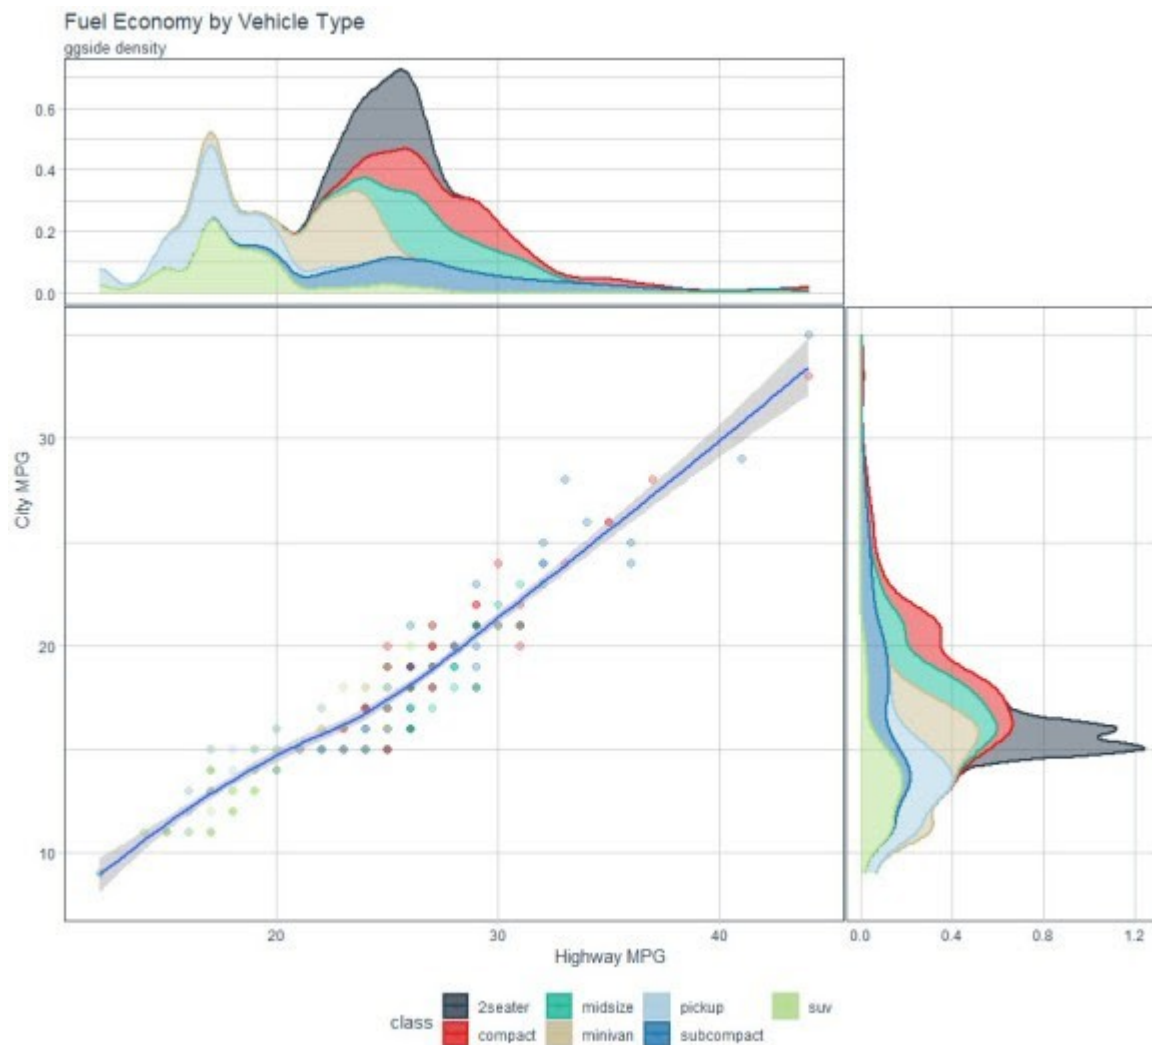 Fuel Economy by Vehicle Type
ggside density
0.6
0.4
0.2
0.0
City MPG
30
20
10
20 30 40
Highway MPG
0.0 0.4 0.8 1.2
class
2seater midsize pickup suv
compact minivan subcompact